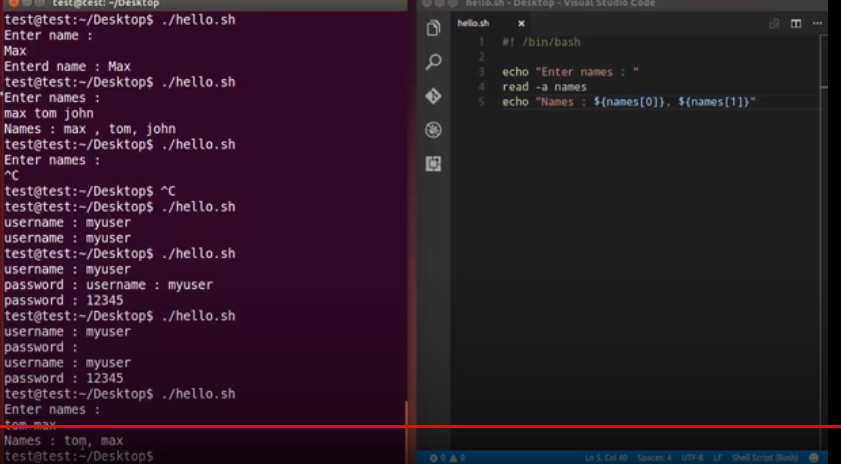 test@test: ~/Desktop
test@test:~/Desktop$ ./hello.sh
Enter name :
Max
Enterd name : Max
test@test:~/Desktop$ ./hello.sh
Enter names :
max tom john
Names : max , tom, john
test@test:~/Desktop$ ./hello.sh
Enter names :
^C
test@test:~/Desktop$ ^C
test@test:~/Desktop$ ./hello.sh
username : myuser
username : myuser
test@test:~/Desktop$ ./hello.sh
username : myuser
password : username : myuser
password : 12345
test@test:~/Desktop$ ./hello.sh
username : myuser
password :
username : myuser
password : 12345
test@test:~/Desktop$ ./hello.sh
Enter names :
tom max
Names : tom, max
test@test:~/Desktop$
hello.sh - Desktop - Visual Studio Code
hello.sh
1 #! /bin/bash
2
3 echo "Enter names : "
4 read -a names
5 echo "Names : ${names[0]}, ${names[1]}"
0 0 Ln 5, Col 40 Spaces: 4 UTF-8 LF Shell Script (Bash)